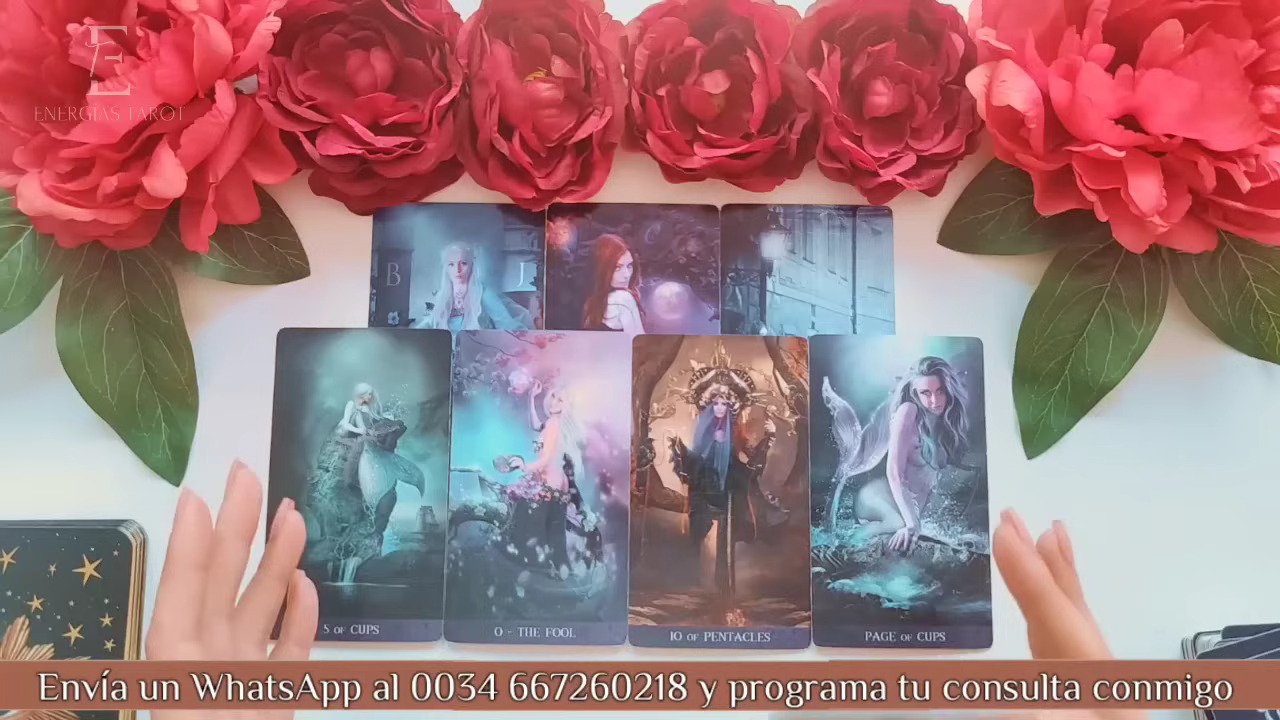 E
ENERGÍAS TAROT
B
J
5 OF CUPS
0 - THE FOOL
10 OF PENTACLES
PAGE OF CUPS
Envía un WhatsApp al 0034 667260218 y programa tu consulta conmigo